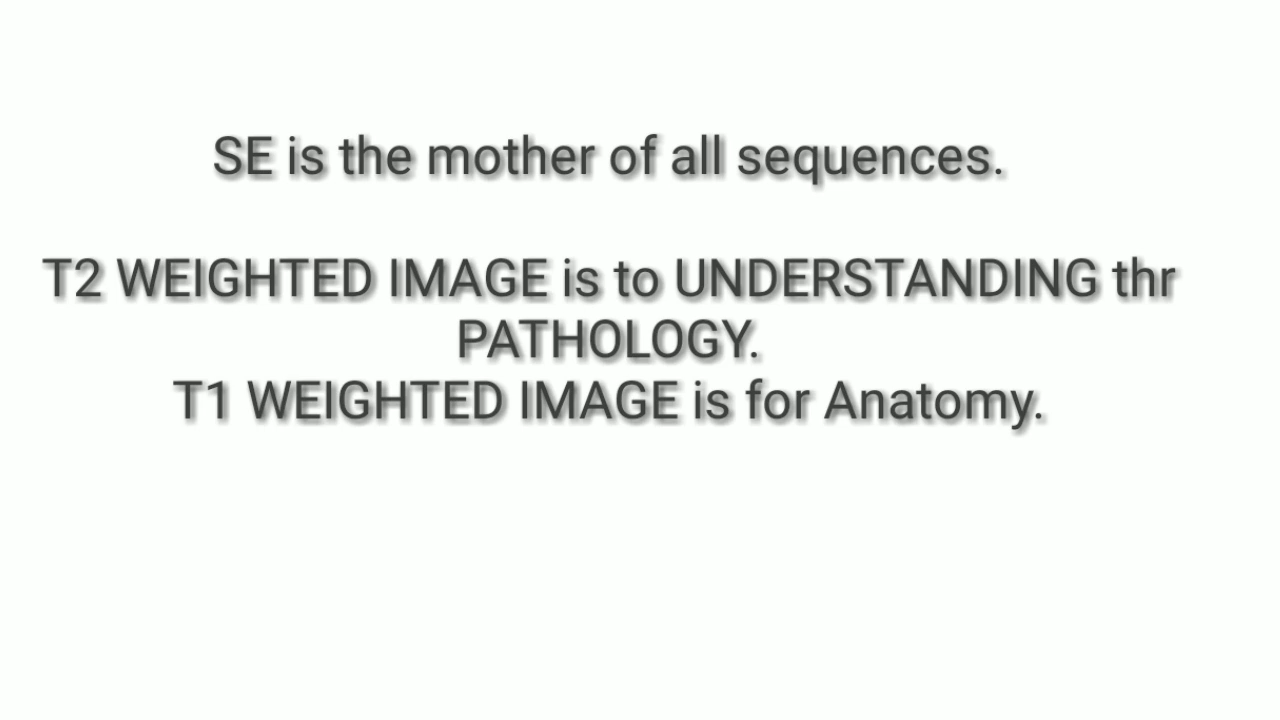 SE is the mother of all sequences.
T2 WEIGHTED IMAGE is to UNDERSTANDING thr
PATHOLOGY.
T1 WEIGHTED IMAGE is for Anatomy.